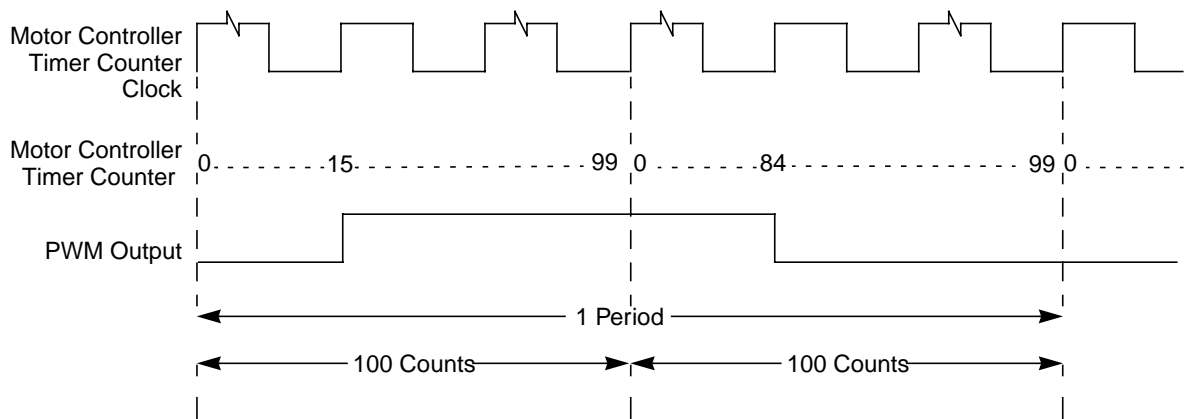 Motor Controller
Timer Counter
Clock
Motor Controller
Timer Counter
0 15 99 0 84 99 0
PWM Output
1 Period
100 Counts 100 Counts